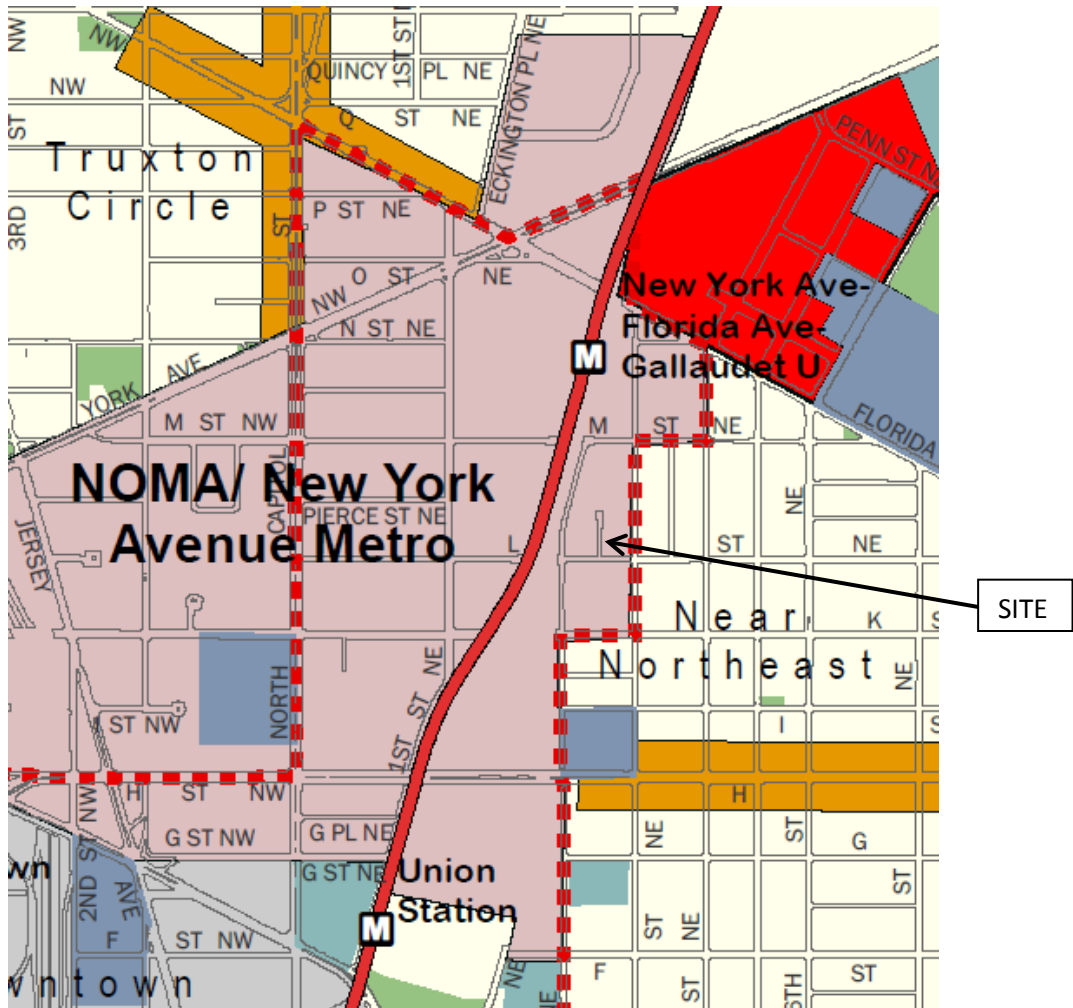 NW
NW
QUINCY PL NE
1ST ST
ECKINGTON PL NE
NW
Q ST NE
PENN ST N
ST
Truxton
Circle
3RD
ST
P ST NE
O ST NE
NW
New York Ave-
Florida Ave-
Gallaudet U
N ST NE
M
YORK AVE
M ST NW
M ST NE
FLORIDA
NOMA/ New York
Avenue Metro
CAPITOL
PIERCE ST NE
NE
JERSEY
L
ST
NE
SITE
Near
Northeast
K
S
NE
NE
NORTH
I ST NW
1ST ST NE
I
S
H ST NW
H
2ND ST NW
G ST NW
G PL NE
NE
ST
G
wn
G ST NE
Union
Station
M
AVE
ST
F
ST NW
ST
NE
wntown
NE
NE
F
ST
ST
6TH